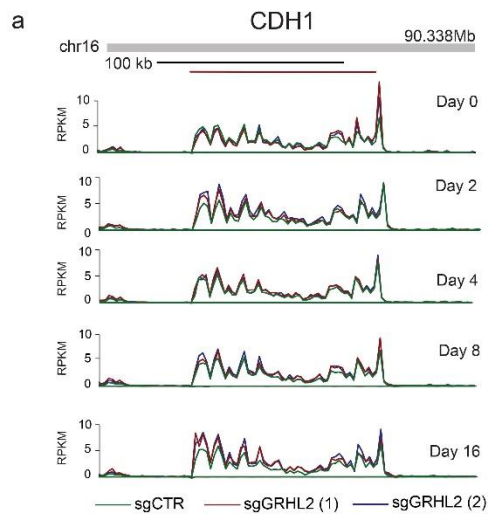 a
CDH1
chr16
90.338Mb
100 kb
10
5
0
RPKM
Day 0
10
5
0
RPKM
Day 2
10
5
0
RPKM
Day 4
10
5
0
RPKM
Day 8
10
5
0
RPKM
Day 16
sgCTR sgGRHL2 (1) sgGRHL2 (2)